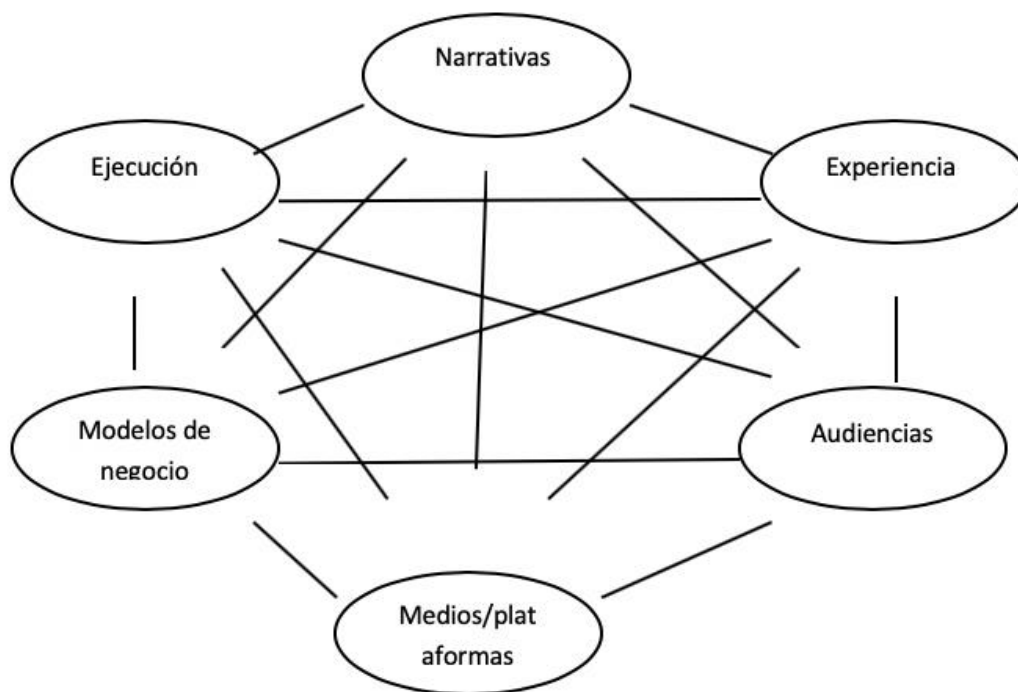 Narrativas
Ejecución
Experiencia
Modelos de
negocio
Audiencias
Medios/plat
aformas